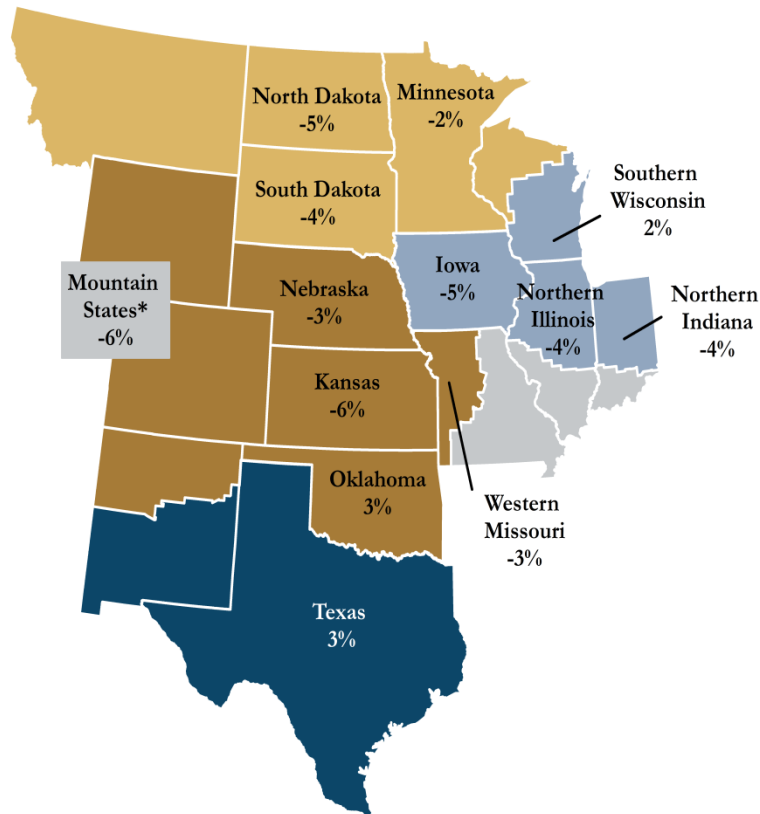 North Dakota
-5%
Minnesota
-2%
South Dakota
-4%
Southern
Wisconsin
2%
Mountain
States*
-6%
Nebraska
-3%
Iowa
-5%
Northern
Illinois
-4%
Northern
Indiana
-4%
Kansas
-6%
Oklahoma
3%
Western
Missouri
-3%
Texas
3%